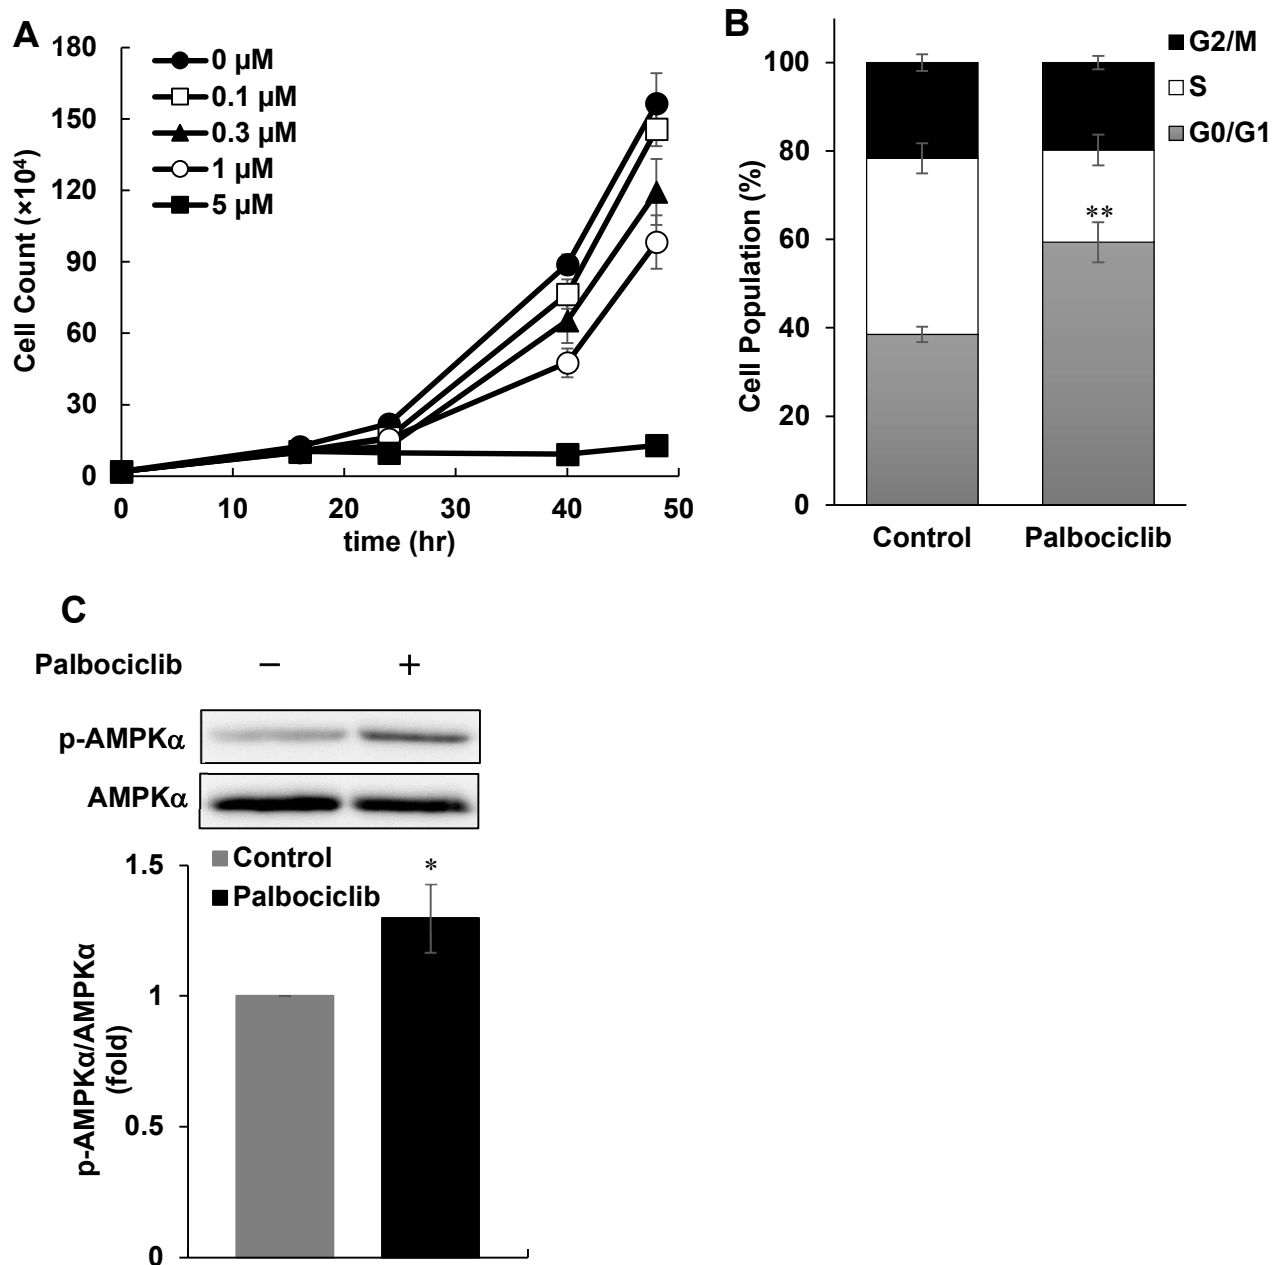 A
180
150
120
90
60
30
0
Cell Count (×10⁴)
0 µM
0.1 µM
0.3 µM
1 µM
5 µM
0 10 20 30 40 50
time (hr)
B
100
80
60
40
20
0
Cell Population (%)
**
G2/M
S
G0/G1
Control Palbociclib
C
Palbociclib − +
p-AMPKα
AMPKα
1.5
1
0.5
0
p-AMPKα/AMPKα
(fold)
Control
Palbociclib
*